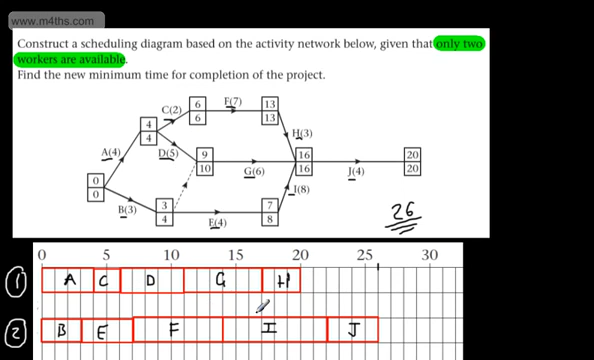 www.m4ths.com
Construct a scheduling diagram based on the activity network below, given that only two
workers are available.
Find the new minimum time for completion of the project.
C(2) 6 6 F(7) 13 13
4 4 H(3)
A(4) D(5) 9 10 G(6) 16 16 J(4) 20 20
0 0 I(8)
B(3) 3 4 E(4) 7 8
26
0 5 10 15 20 25 30
1 A C D G H
2 B E F I J